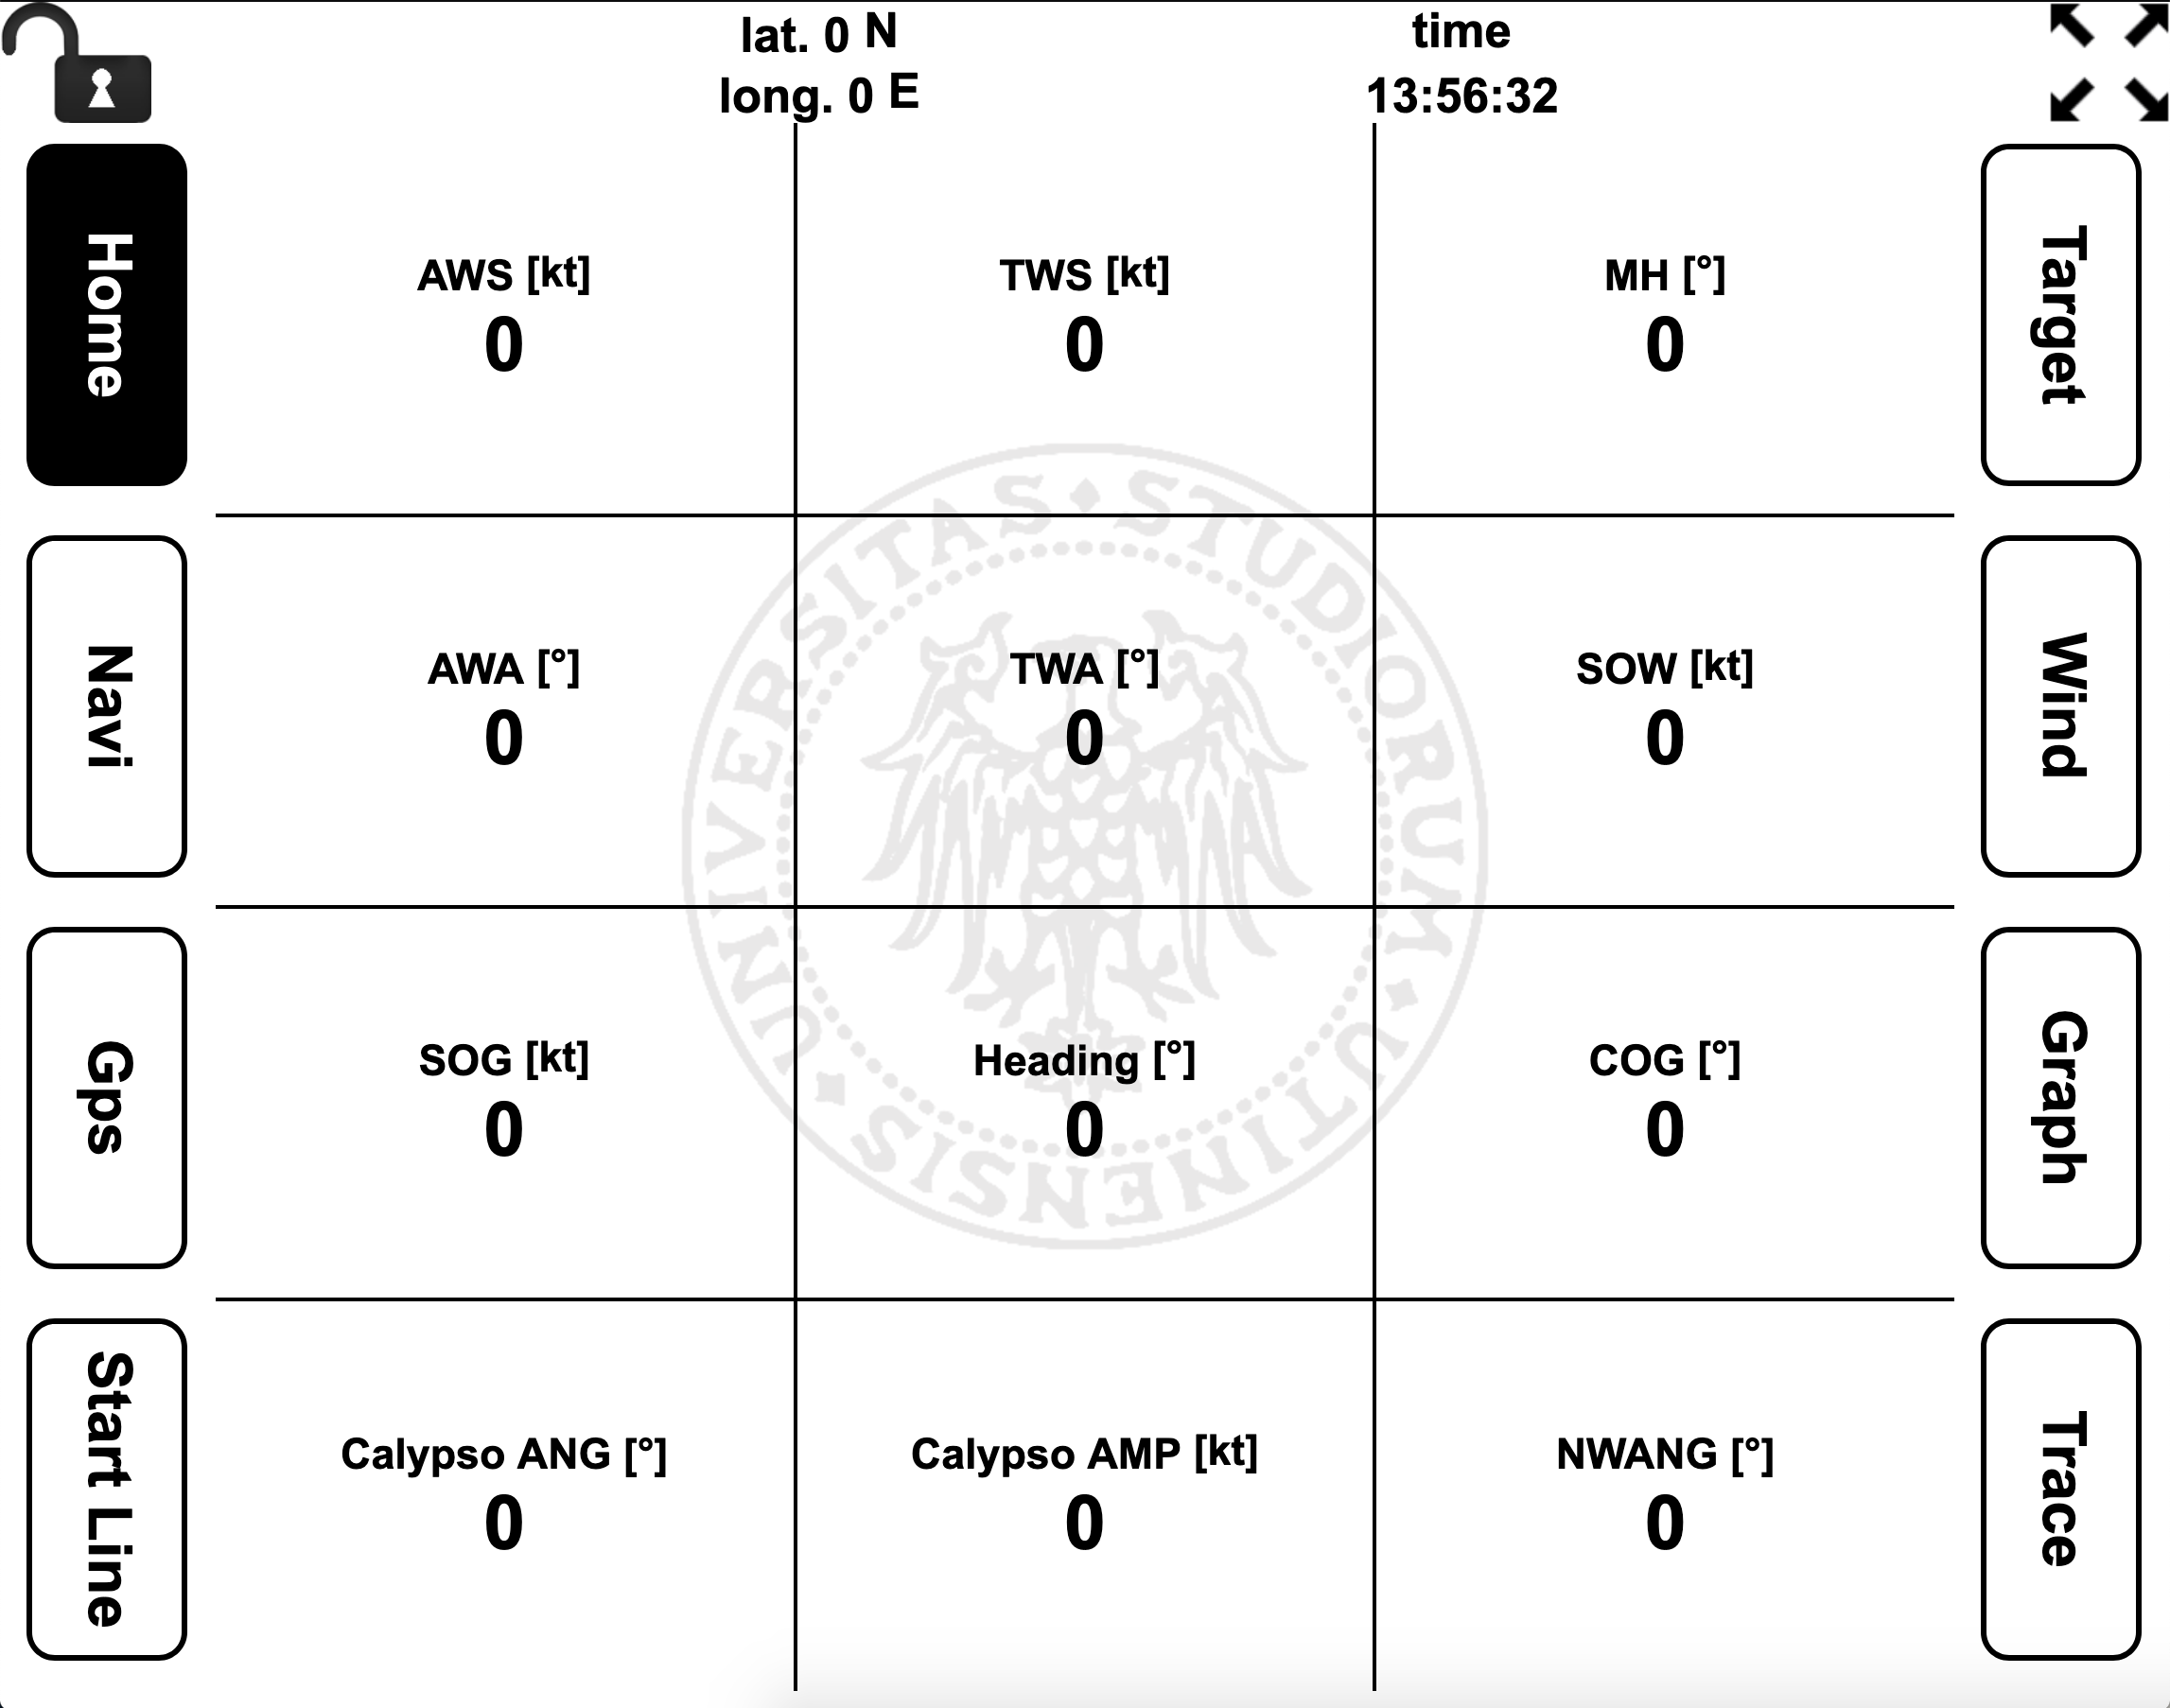 lat. 0 N
long. 0 E
time
13:56:32
Home
Navi
Gps
Start Line
AWS [kt]
0
TWS [kt]
0
MH [°]
0
AWA [°]
0
TWA [°]
0
SOW [kt]
0
SOG [kt]
0
Heading [°]
0
COG [°]
0
Calypso ANG [°]
0
Calypso AMP [kt]
0
NWANG [°]
0
Target
Wind
Graph
Trace
UNIVERSITAS · STUDIORUM · UTINENSIS ·